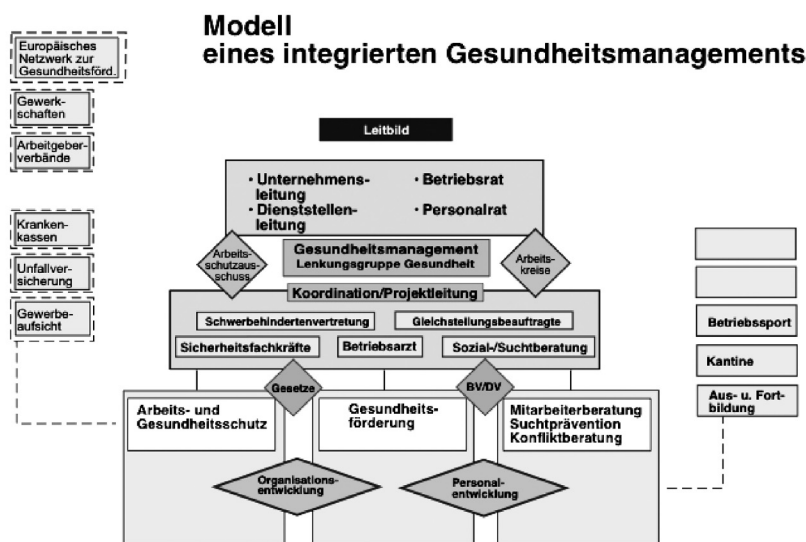 Modell
eines integrierten Gesundheitsmanagements
Europäisches
Netzwerk zur
Gesundheitsförd.
Gewerk-
schaften
Arbeitgeber-
verbände
Kranken-
kassen
Unfallver-
sicherung
Gewerbe-
aufsicht
Leitbild
· Unternehmens-
leitung
· Dienststellen-
leitung
· Betriebsrat
· Personalrat
Arbeits-
schutzaus-
schuss
Gesundheitsmanagement
Lenkungsgruppe Gesundheit
Arbeits-
kreise
Koordination/Projektleitung
Schwerbehindertenvertretung
Gleichstellungsbeauftragte
Sicherheitsfachkräfte
Betriebsarzt
Sozial-/Suchtberatung
Gesetze
BV/DV
Arbeits- und
Gesundheitsschutz
Gesundheits-
förderung
Mitarbeiterberatung
Suchtprävention
Konfliktberatung
Organisations-
entwicklung
Personal-
entwicklung
Betriebssport
Kantine
Aus- u. Fort-
bildung